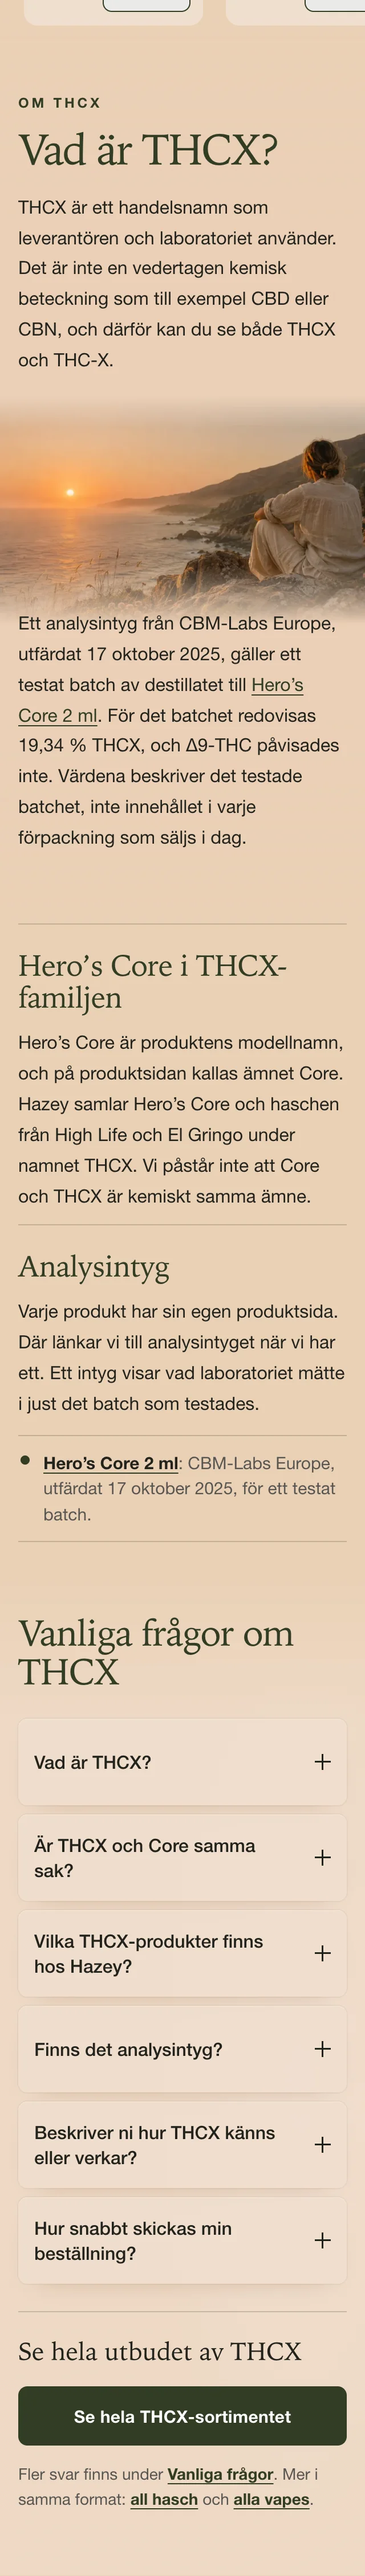 OM THCX
Vad är THCX?
THCX är ett handelsnamn som
leverantören och laboratoriet använder.
Det är inte en vedertagen kemisk
beteckning som till exempel CBD eller
CBN, och därför kan du se både THCX
och THC-X.
Ett analysintyg från CBM-Labs Europe,
utfärdat 17 oktober 2025, gäller ett
testat batch av destillatet till Hero’s
Core 2 ml. För det batchet redovisas
19,34 % THCX, och Δ9-THC påvisades
inte. Värdena beskriver det testade
batchet, inte innehållet i varje
förpackning som säljs i dag.
Hero’s Core i THCX-
familjen
Hero’s Core är produktens modellnamn,
och på produktsidan kallas ämnet Core.
Hazey samlar Hero’s Core och haschen
från High Life och El Gringo under
namnet THCX. Vi påstår inte att Core
och THCX är kemiskt samma ämne.
Analysintyg
Varje produkt har sin egen produktsida.
Där länkar vi till analysintyget när vi har
ett. Ett intyg visar vad laboratoriet mätte
i just det batch som testades.
Hero’s Core 2 ml: CBM-Labs Europe,
utfärdat 17 oktober 2025, för ett testat
batch.
Vanliga frågor om
THCX
Vad är THCX?
Är THCX och Core samma
sak?
Vilka THCX-produkter finns
hos Hazey?
Finns det analysintyg?
Beskriver ni hur THCX känns
eller verkar?
Hur snabbt skickas min
beställning?
Se hela utbudet av THCX
Se hela THCX-sortimentet
Fler svar finns under Vanliga frågor. Mer i
samma format: all hasch och alla vapes.